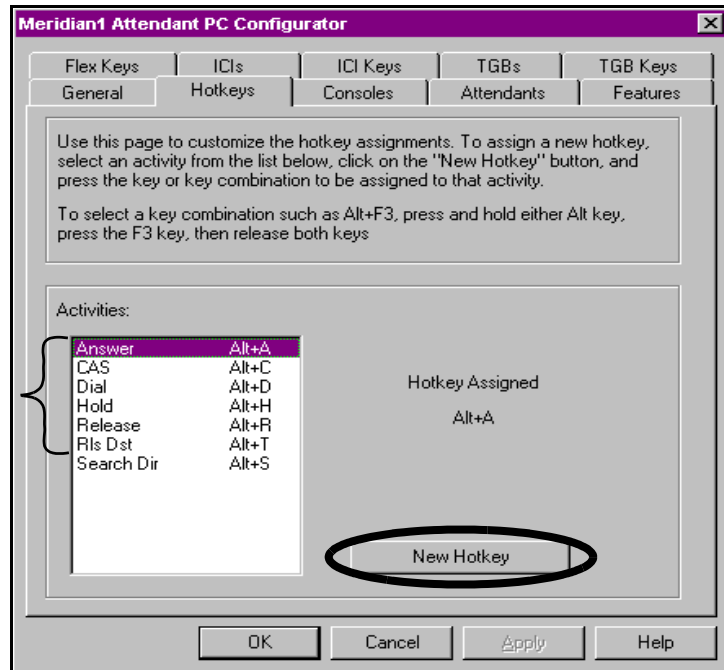 Meridian1 Attendant PC Configurator
Flex Keys ICIs ICI Keys TGBs TGB Keys
General Hotkeys Consoles Attendants Features
Use this page to customize the hotkey assignments. To assign a new hotkey,
select an activity from the list below, click on the "New Hotkey" button, and
press the key or key combination to be assigned to that activity.
To select a key combination such as Alt+F3, press and hold either Alt key,
press the F3 key, then release both keys
Activities:
Answer Alt+A
CAS Alt+C
Dial Alt+D
Hold Alt+H
Release Alt+R
Rls Dst Alt+T
Search Dir Alt+S
Hotkey Assigned
Alt+A
New Hotkey
OK Cancel Apply Help